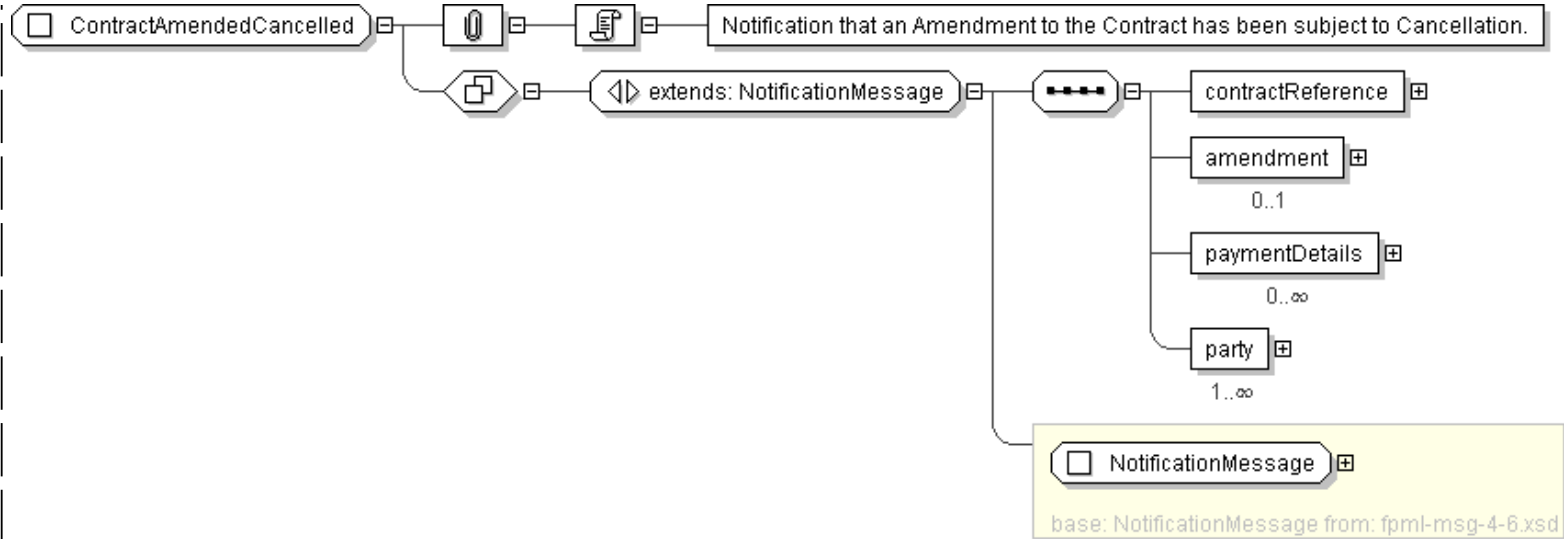 ContractAmendedCancelled
Notification that an Amendment to the Contract has been subject to Cancellation.
extends: NotificationMessage
contractReference
amendment
0..1
paymentDetails
0..∞
party
1..∞
NotificationMessage
base: NotificationMessage from: fpml-msg-4-6.xsd